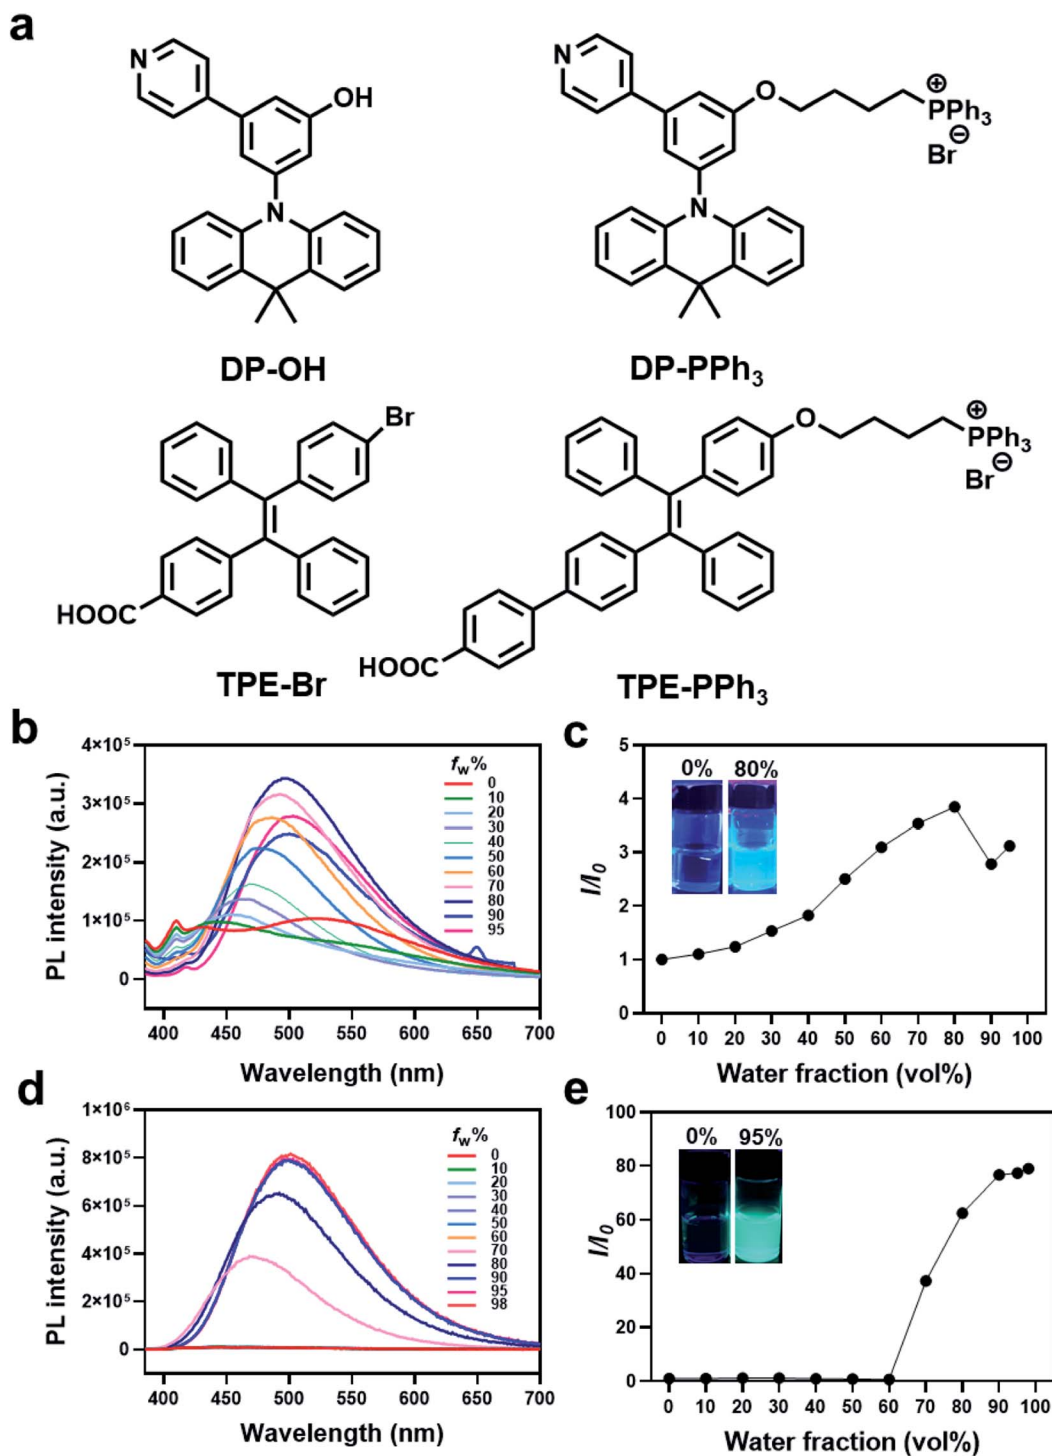 a
N
OH
N
DP-OH
N
O
⊕
PPh₃
⊖
Br
N
DP-PPh₃
Br
HOOC
TPE-Br
O
⊕
PPh₃
Br⊖
HOOC
TPE-PPh₃
b
4×10⁵
3×10⁵
2×10⁵
1×10⁵
0
PL intensity (a.u.)
fw%
0
10
20
30
40
50
60
70
80
90
95
400 450 500 550 600 650 700
Wavelength (nm)
c
5
4
3
2
1
0
I/I₀
0% 80%
0 10 20 30 40 50 60 70 80 90 100
Water fraction (vol%)
d
1×10⁶
8×10⁵
6×10⁵
4×10⁵
2×10⁵
0
PL intensity (a.u.)
fw%
0
10
20
30
40
50
60
70
80
90
95
98
400 450 500 550 600 650 700
Wavelength (nm)
e
100
80
60
40
20
0
I/I₀
0% 95%
0 10 20 30 40 50 60 70 80 90 100
Water fraction (vol%)